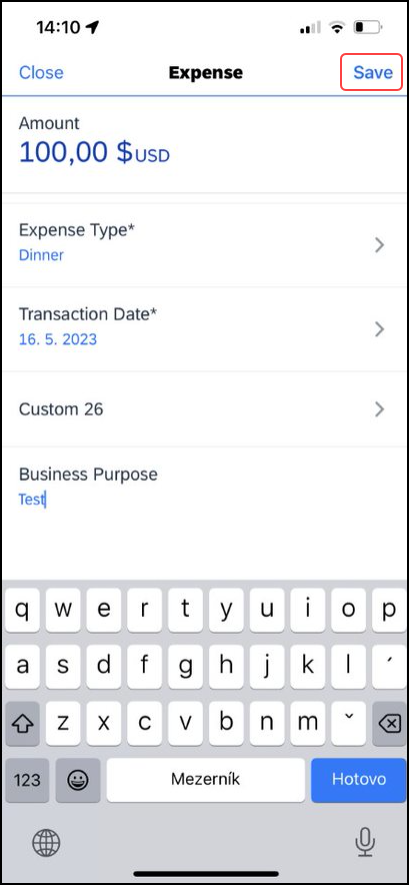 14:10
Close Expense Save
Amount
100,00 $USD
Expense Type*
Dinner
Transaction Date*
16. 5. 2023
Custom 26
Business Purpose
Test
q w e r t y u i o p
a s d f g h j k l ´
z x c v b n m ˇ
123 Mezerník Hotovo